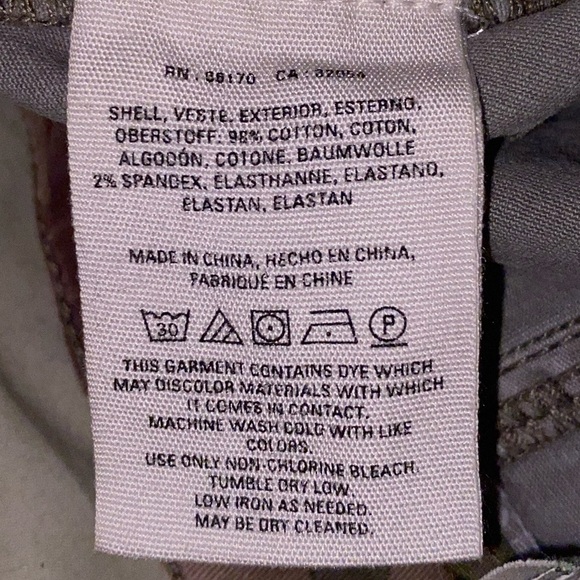 RN. 88170 CA. 32054
SHELL, VESTE, EXTERIOR, ESTERNO,
OBERSTOFF: 98% COTTON, COTON,
ALGODÓN, COTONE, BAUMWOLLE
2% SPANDEX, ELASTHANNE, ELASTANO,
ELASTAN, ELASTAN
MADE IN CHINA, HECHO EN CHINA,
FABRIQUÉ EN CHINE
30 P
THIS GARMENT CONTAINS DYE WHICH
MAY DISCOLOR MATERIALS WITH WHICH
IT COMES IN CONTACT.
MACHINE WASH COLD WITH LIKE
COLORS.
USE ONLY NON-CHLORINE BLEACH.
TUMBLE DRY LOW.
LOW IRON AS NEEDED.
MAY BE DRY CLEANED.